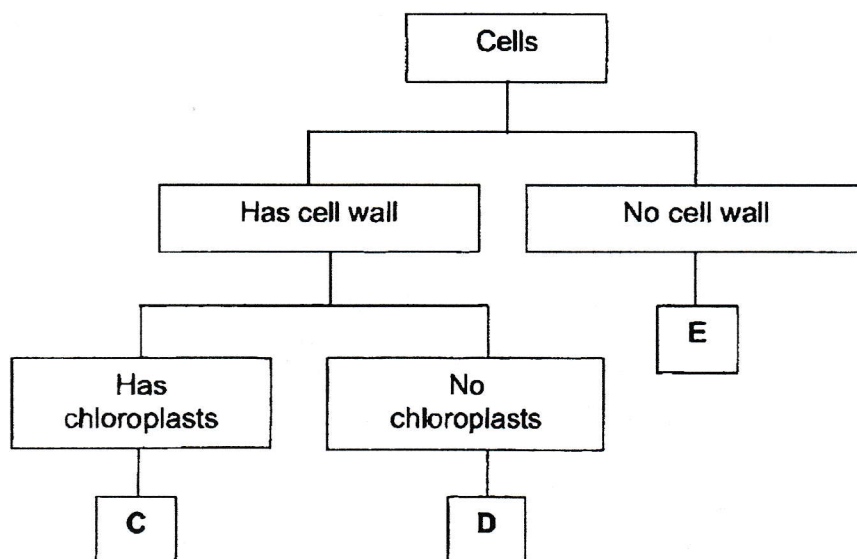 Cells
Has cell wall
No cell wall
E
Has
chloroplasts
No
chloroplasts
C
D